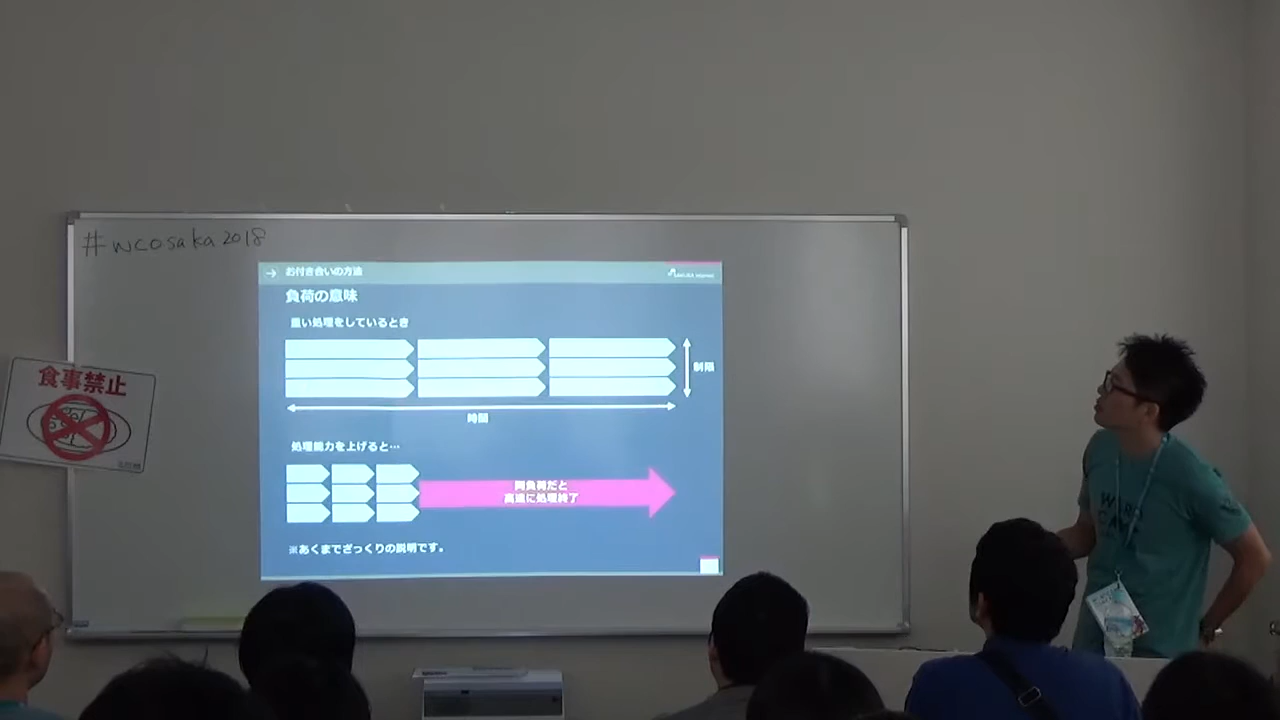 #wcosaka2018
お付き合いの方法
負荷の意味
重い処理をしているとき
制限
時間
処理能力を上げると…
同負荷だと
高速に処理終了
※あくまでざっくりの説明です。
食事禁止